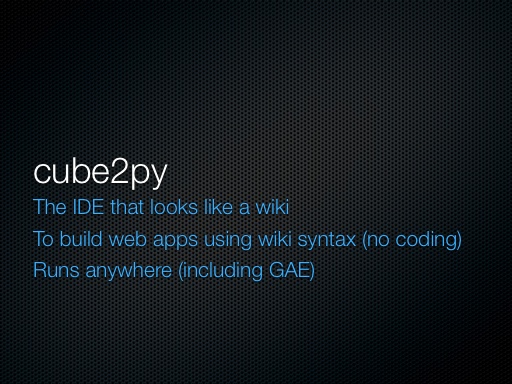 cube2py
The IDE that looks like a wiki
To build web apps using wiki syntax (no coding)
Runs anywhere (including GAE)